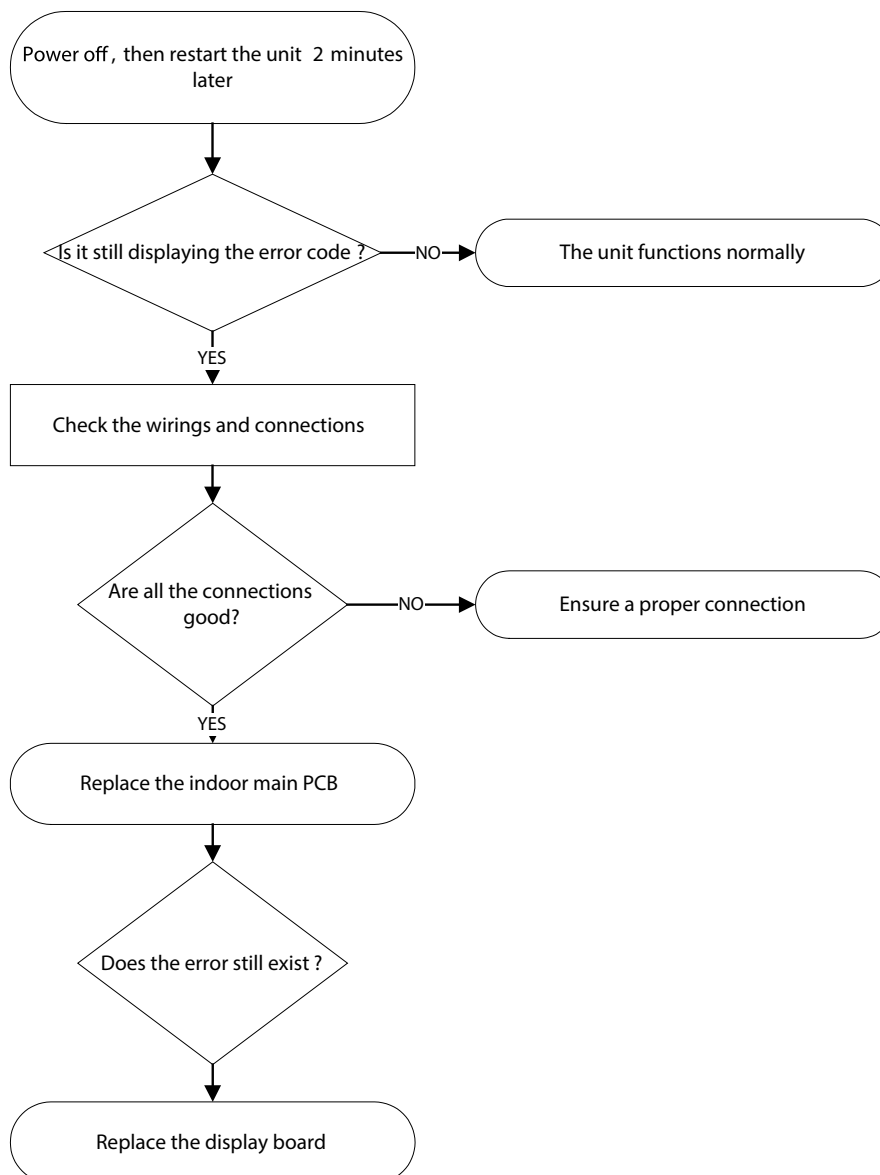 Power off, then restart the unit 2 minutes
later
Is it still displaying the error code ?
NO
The unit functions normally
YES
Check the wirings and connections
Are all the connections
good?
NO
Ensure a proper connection
YES
Replace the indoor main PCB
Does the error still exist ?
Replace the display board